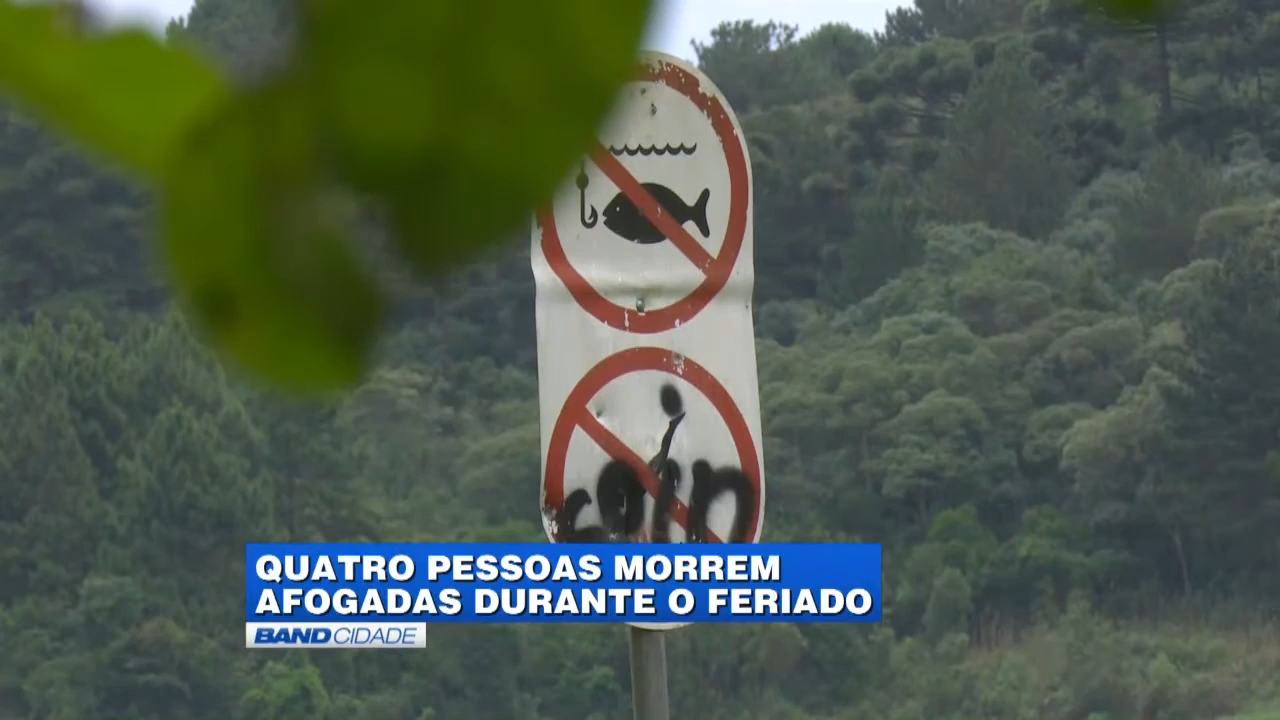 QUATRO PESSOAS MORREM
AFOGADAS DURANTE O FERIADO
BAND CIDADE